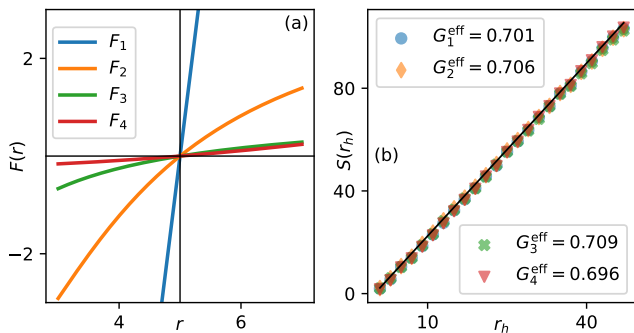 (a)
F₁
F₂
F₃
F₄
F(r)
2
−2
4
r
6
G₁ᵉᶠᶠ = 0.701
G₂ᵉᶠᶠ = 0.706
(b)
G₃ᵉᶠᶠ = 0.709
G₄ᵉᶠᶠ = 0.696
S(rₕ)
80
40
0
10
rₕ
40